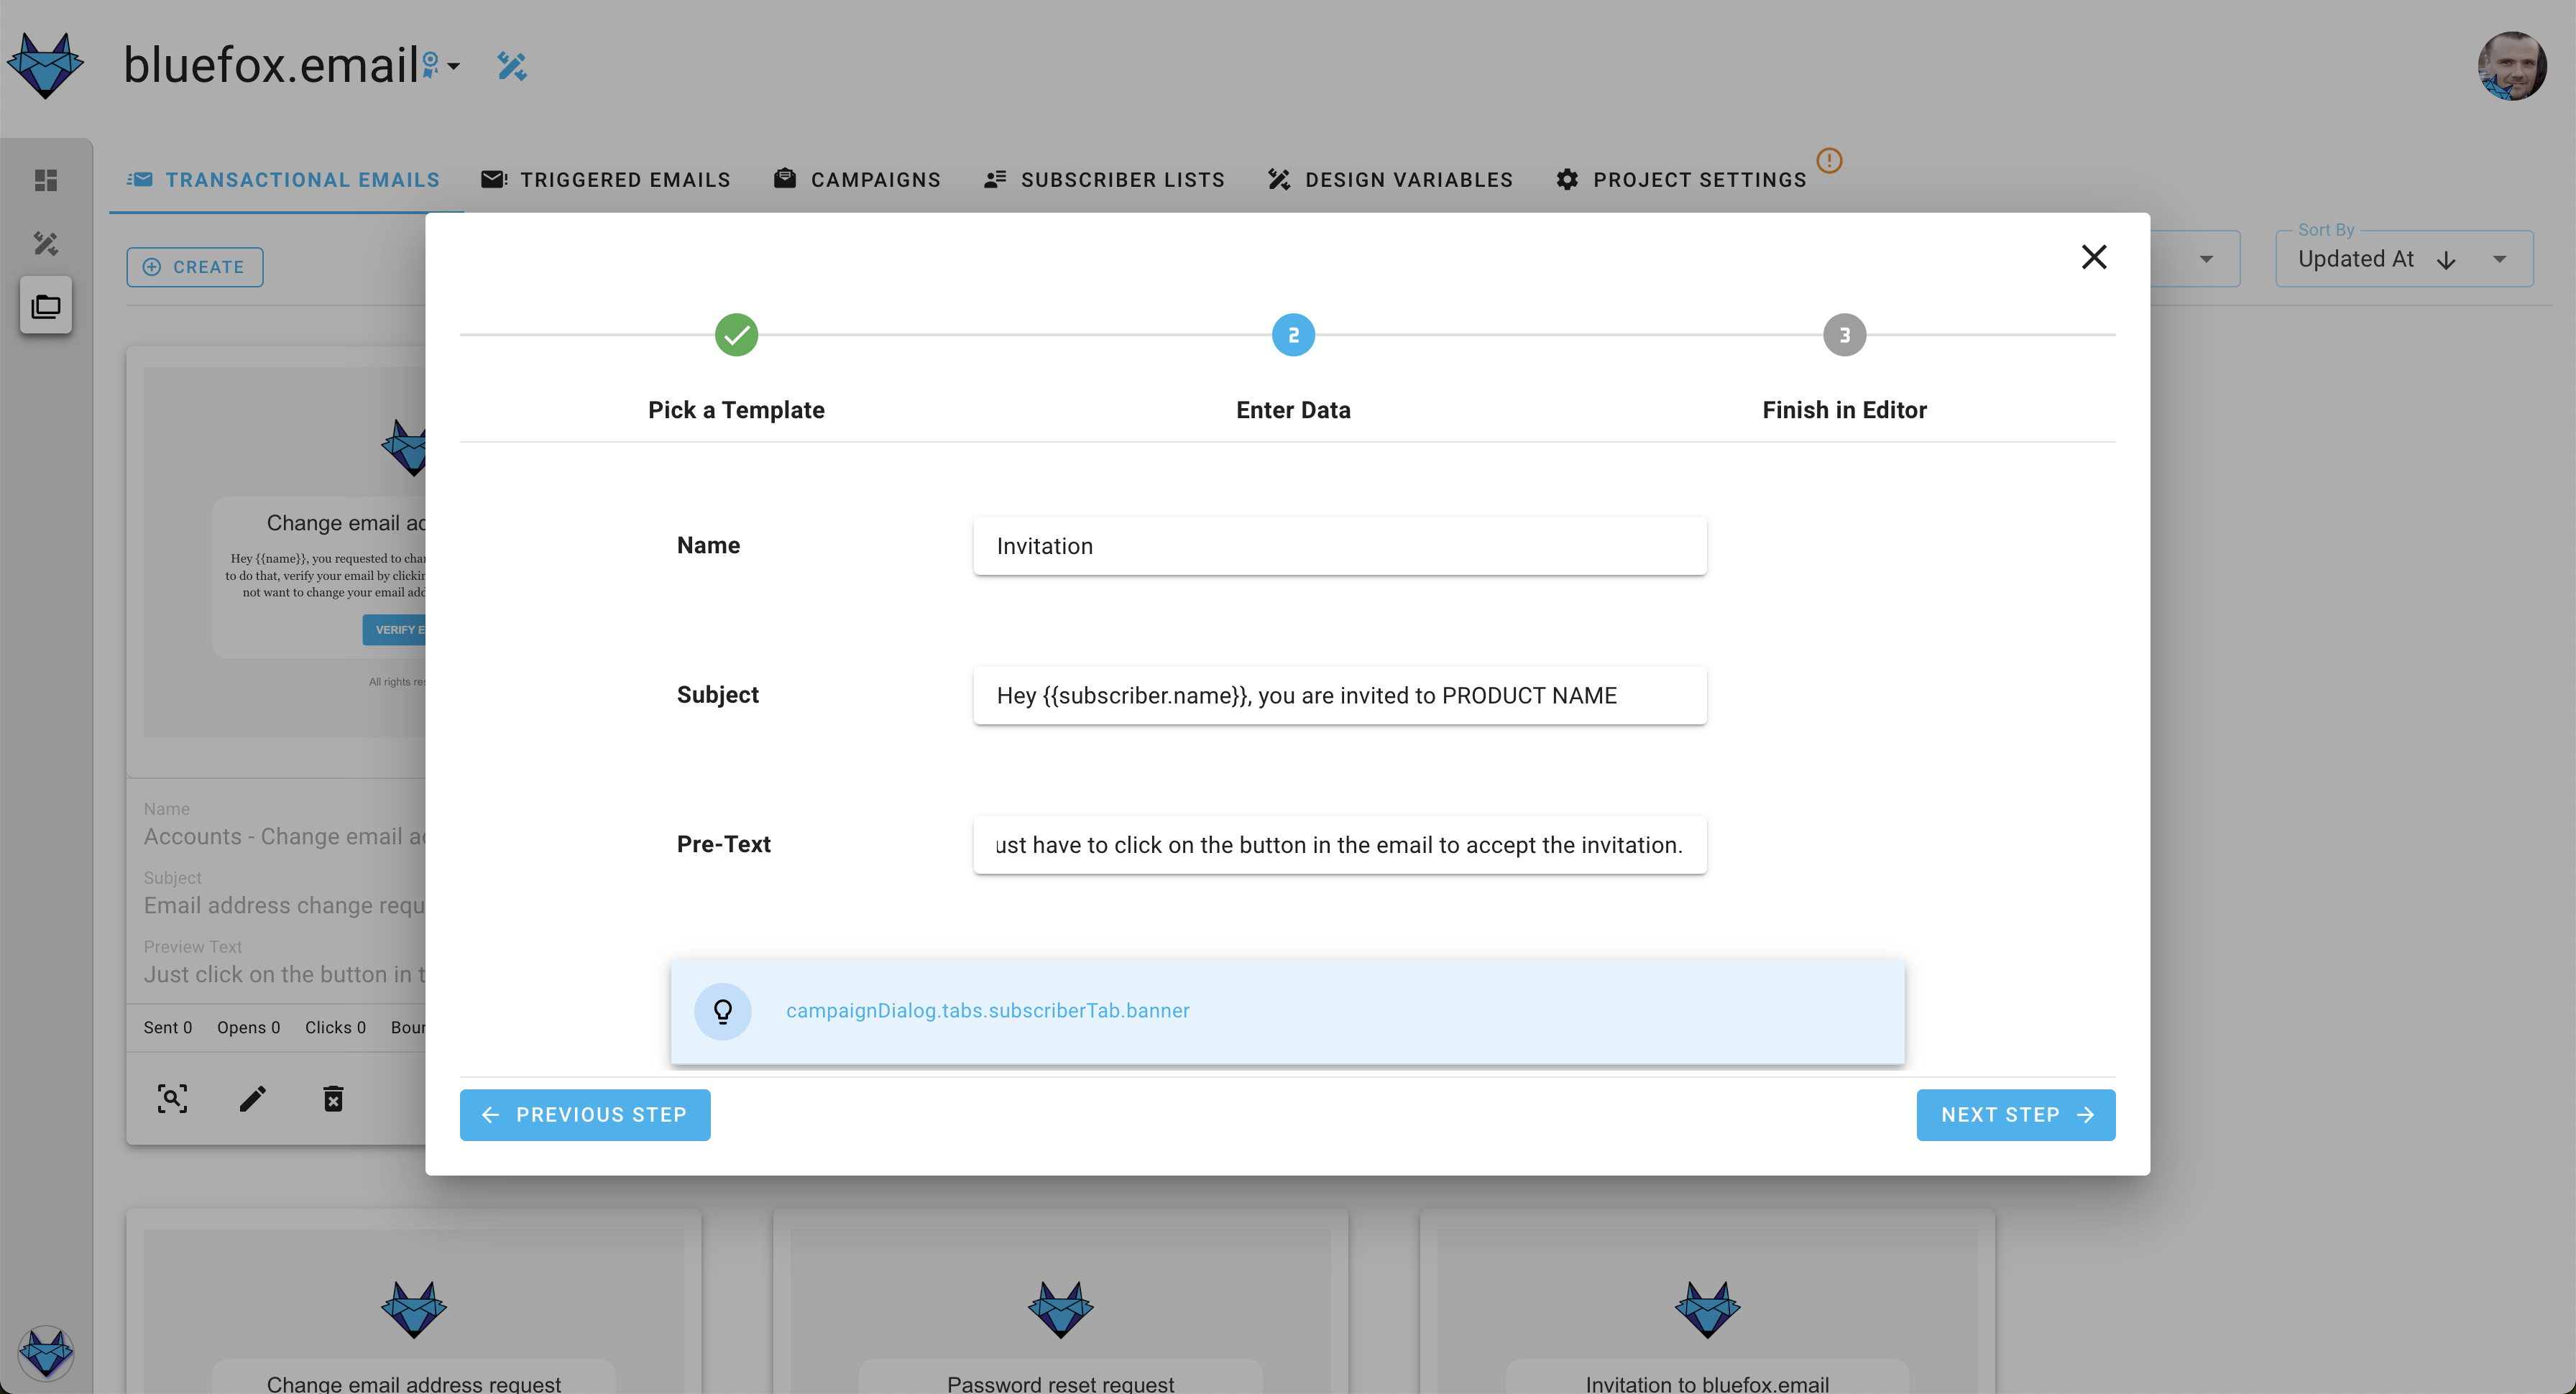 bluefox.email
TRANSACTIONAL EMAILS
TRIGGERED EMAILS
CAMPAIGNS
SUBSCRIBER LISTS
DESIGN VARIABLES
PROJECT SETTINGS
CREATE
Sort By
Updated At
2
3
Pick a Template
Enter Data
Finish in Editor
Name
Invitation
Subject
Hey {{subscriber.name}}, you are invited to PRODUCT NAME
Pre-Text
ust have to click on the button in the email to accept the invitation.
campaignDialog.tabs.subscriberTab.banner
PREVIOUS STEP
NEXT STEP
Change email ad
Hey {{name}}, you requested to chan
to do that, verify your email by clickin
not want to change your email add
VERIFY E
All rights res
Name
Accounts - Change email a
Subject
Email address change requ
Preview Text
Just click on the button in t
Sent 0
Opens 0
Clicks 0
Boun
Change email address request
Password reset request
Invitation to bluefox.email